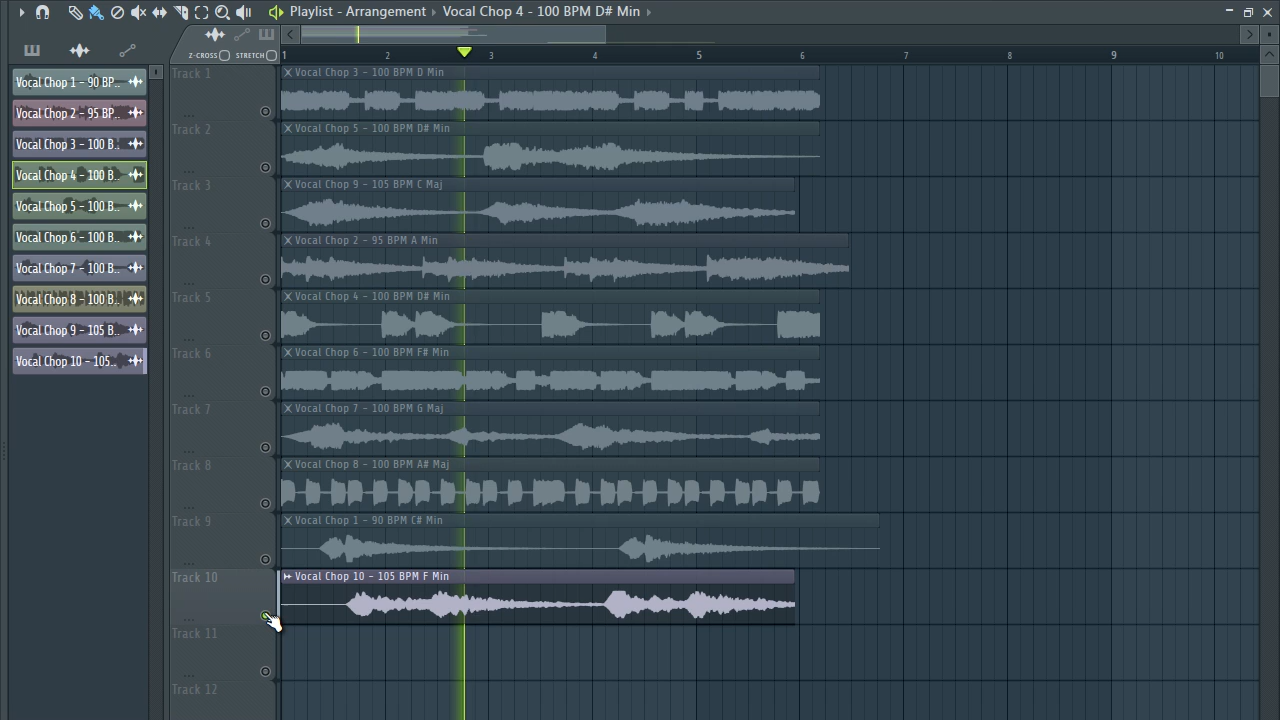 Playlist - Arrangement › Vocal Chop 4 - 100 BPM D# Min ›
Z-CROSS STRETCH
1 2 3 4 5 6 7 8 9 10
Vocal Chop 1 - 90 BP..
Vocal Chop 2 - 95 BP..
Vocal Chop 3 - 100 B..
Vocal Chop 4 - 100 B..
Vocal Chop 5 - 100 B..
Vocal Chop 6 - 100 B..
Vocal Chop 7 - 100 B..
Vocal Chop 8 - 100 B..
Vocal Chop 9 - 105 B..
Vocal Chop 10 - 105..
Track 1
Vocal Chop 3 - 100 BPM D Min
Track 2
Vocal Chop 5 - 100 BPM D# Min
Track 3
Vocal Chop 9 - 105 BPM C Maj
Track 4
Vocal Chop 2 - 95 BPM A Min
Track 5
Vocal Chop 4 - 100 BPM D# Min
Track 6
Vocal Chop 6 - 100 BPM F# Min
Track 7
Vocal Chop 7 - 100 BPM G Maj
Track 8
Vocal Chop 8 - 100 BPM A# Maj
Track 9
Vocal Chop 1 - 90 BPM C# Min
Track 10
Vocal Chop 10 - 105 BPM F Min
Track 11
Track 12